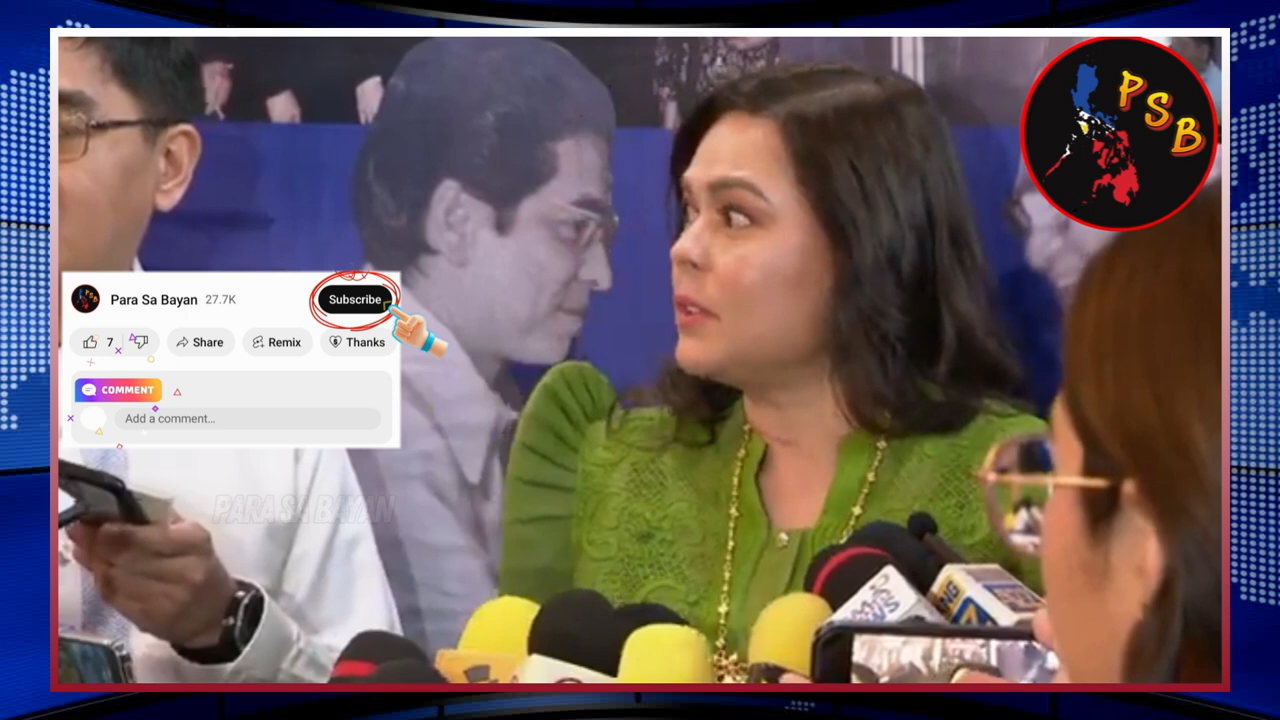 PSB
Para Sa Bayan 27.7K Subscribe
7 Share Remix Thanks
COMMENT
Add a comment...
PARA SA BAYAN